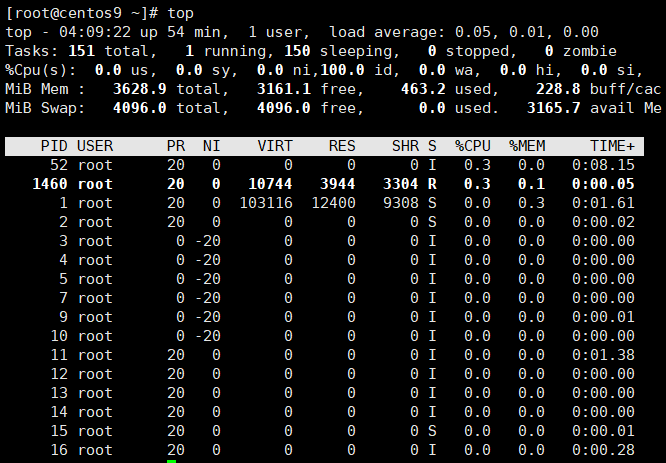 [root@centos9 ~]# top
top - 04:09:22 up 54 min,  1 user,  load average: 0.05, 0.01, 0.00
Tasks: 151 total,   1 running, 150 sleeping,   0 stopped,   0 zombie
%Cpu(s):  0.0 us,  0.0 sy,  0.0 ni,100.0 id,  0.0 wa,  0.0 hi,  0.0 si,
MiB Mem :   3628.9 total,   3161.1 free,    463.2 used,    228.8 buff/cac
MiB Swap:   4096.0 total,   4096.0 free,      0.0 used.   3165.7 avail Me
PID USER      PR  NI    VIRT    RES    SHR S  %CPU  %MEM     TIME+
52 root      20   0       0      0      0 I   0.3   0.0   0:08.15
1460 root      20   0   10744   3944   3304 R   0.3   0.1   0:00.05
1 root      20   0  103116  12400   9308 S   0.0   0.3   0:01.61
2 root      20   0       0      0      0 S   0.0   0.0   0:00.02
3 root       0 -20       0      0      0 I   0.0   0.0   0:00.00
4 root       0 -20       0      0      0 I   0.0   0.0   0:00.00
5 root       0 -20       0      0      0 I   0.0   0.0   0:00.00
7 root       0 -20       0      0      0 I   0.0   0.0   0:00.00
9 root       0 -20       0      0      0 I   0.0   0.0   0:00.01
10 root       0 -20       0      0      0 I   0.0   0.0   0:00.00
11 root      20   0       0      0      0 I   0.0   0.0   0:01.38
12 root      20   0       0      0      0 I   0.0   0.0   0:00.00
13 root      20   0       0      0      0 I   0.0   0.0   0:00.00
14 root      20   0       0      0      0 I   0.0   0.0   0:00.00
15 root      20   0       0      0      0 S   0.0   0.0   0:00.01
16 root      20   0       0      0      0 I   0.0   0.0   0:00.28